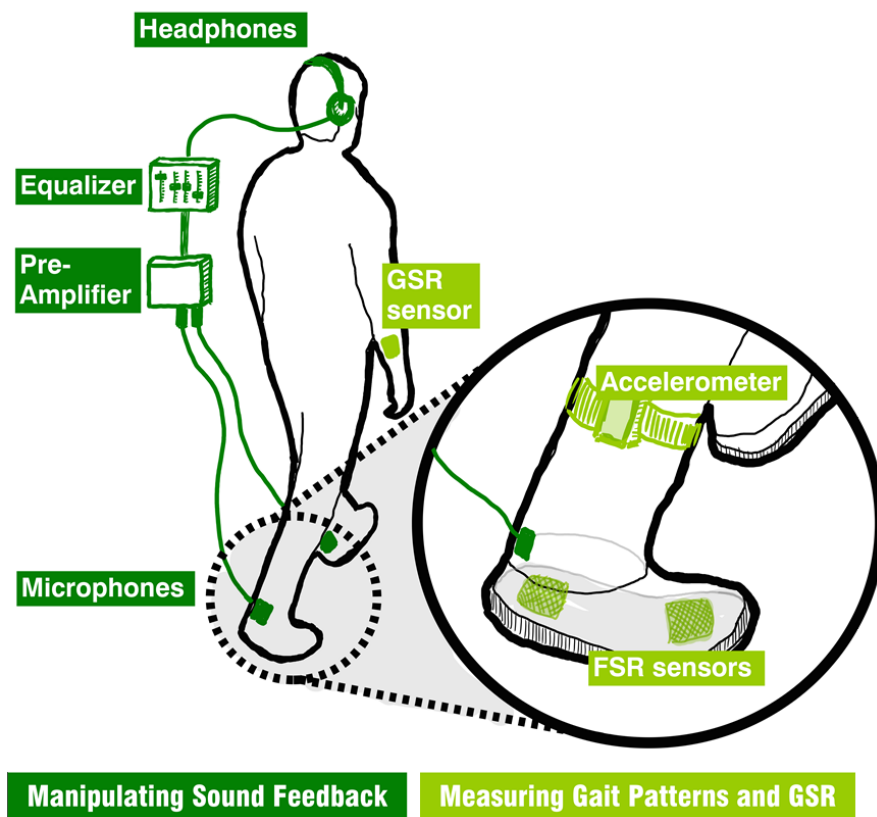 Headphones
Equalizer
Pre-
Amplifier
GSR
sensor
Accelerometer
Microphones
FSR sensors
Manipulating Sound Feedback
Measuring Gait Patterns and GSR